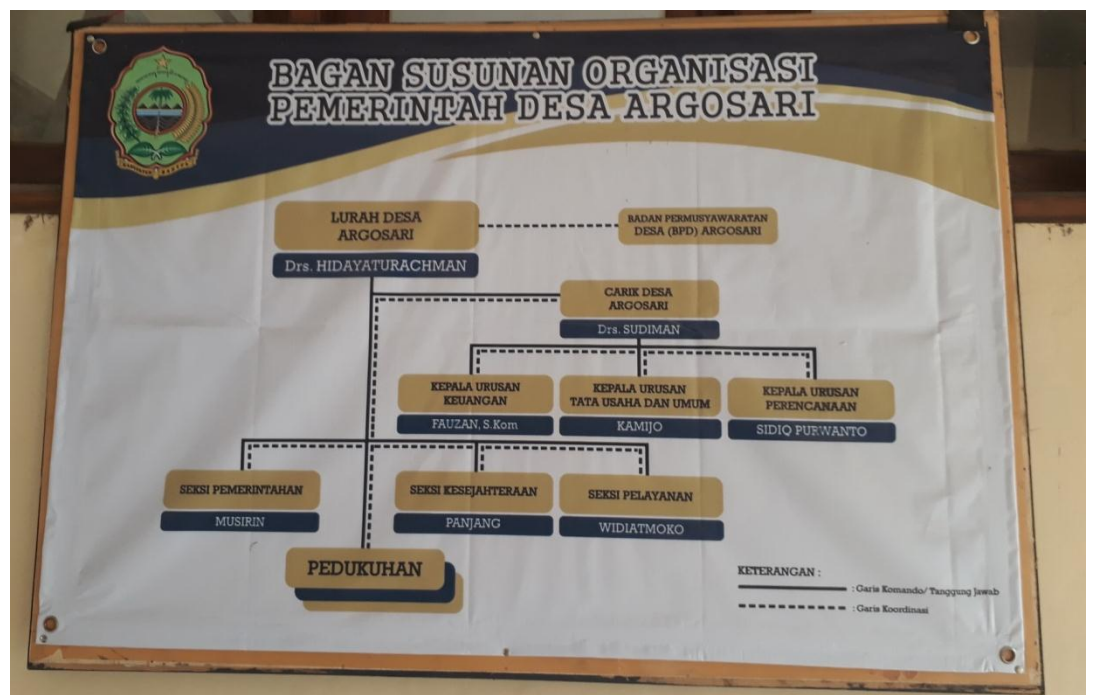 BAGAN SUSUNAN ORGANISASI
PEMERINTAH DESA ARGOSARI
LURAH DESA
ARGOSARI
Drs. HIDAYATURACHMAN
BADAN PERMUSYAWARATAN
DESA (BPD) ARGOSARI
CARIK DESA
ARGOSARI
Drs. SUDIMAN
KEPALA URUSAN
KEUANGAN
FAUZAN, S.Kom
KEPALA URUSAN
TATA USAHA DAN UMUM
KAMIJO
KEPALA URUSAN
PERENCANAAN
SIDIQ PURWANTO
SEKSI PEMERINTAHAN
MUSIRIN
SEKSI KESEJAHTERAAN
PANJANG
SEKSI PELAYANAN
WIDIATMOKO
PEDUKUHAN
KETERANGAN :
: Garis Komando/ Tanggung Jawab
: Garis Koordinasi